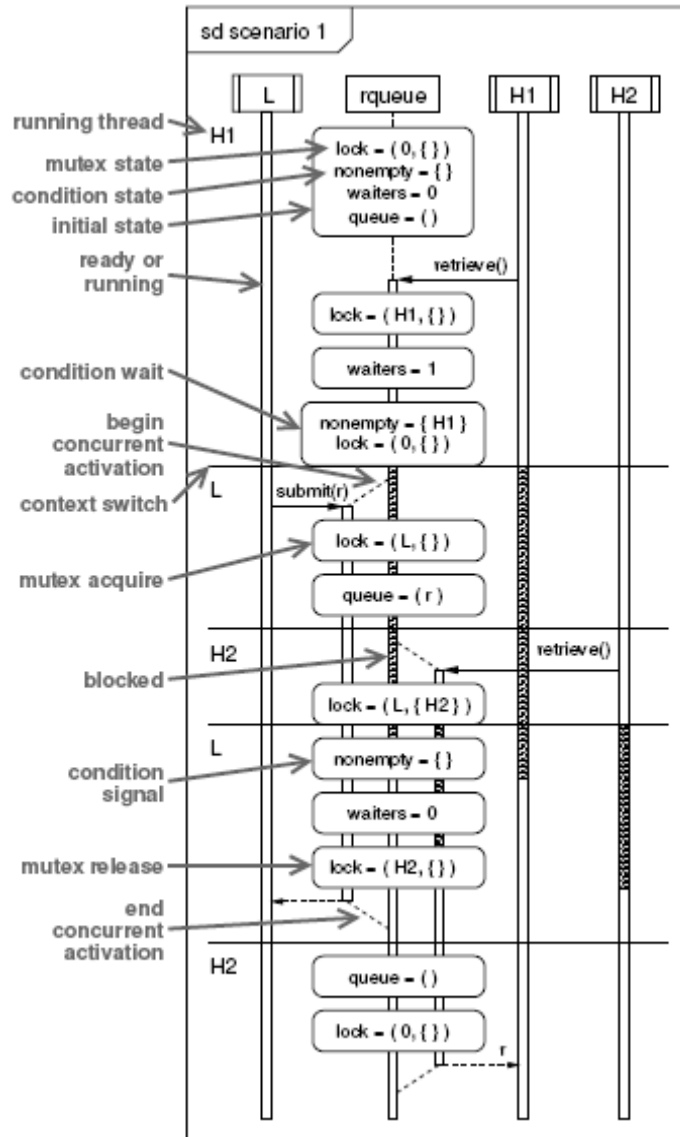 sd scenario 1
L
rqueue
H1
H2
running thread
H1
lock = ( 0, { } )
mutex state
nonempty = { }
condition state
waiters = 0
initial state
queue = ( )
ready or
running
retrieve()
lock = ( H1, { } )
waiters = 1
condition wait
nonempty = { H1 }
lock = ( 0, { } )
begin
concurrent
activation
context switch
L
submit(r)
lock = ( L, { } )
mutex acquire
queue = ( r )
H2
retrieve()
blocked
lock = ( L, { H2 } )
L
nonempty = { }
condition
signal
waiters = 0
mutex release
lock = ( H2, { } )
end
concurrent
activation
H2
queue = ( )
lock = ( 0, { } )
r